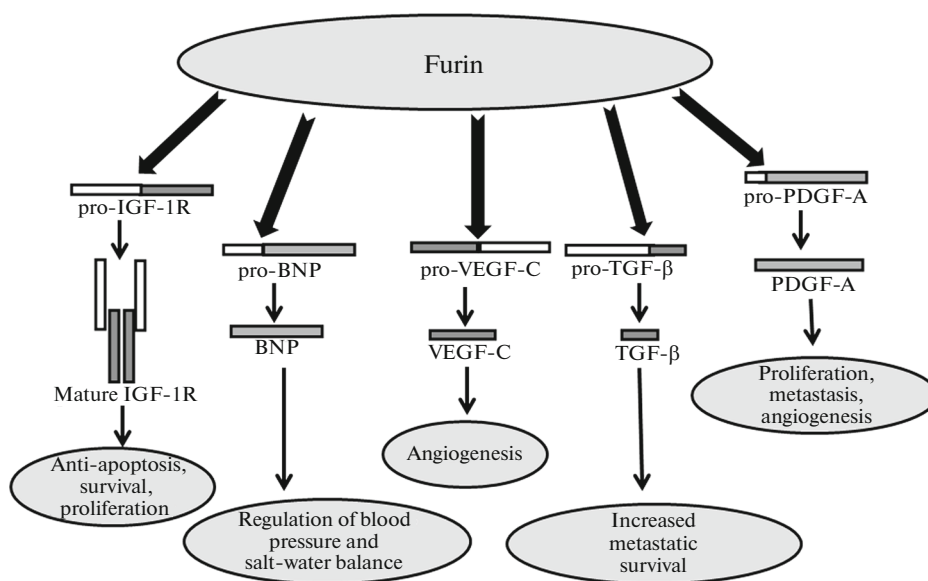 Furin
pro-IGF-1R
pro-BNP
pro-VEGF-C
pro-TGF-β
pro-PDGF-A
Mature IGF-1R
BNP
VEGF-C
TGF-β
PDGF-A
Anti-apoptosis,
survival,
proliferation
Regulation of blood
pressure and
salt-water balance
Angiogenesis
Increased
metastatic
survival
Proliferation,
metastasis,
angiogenesis